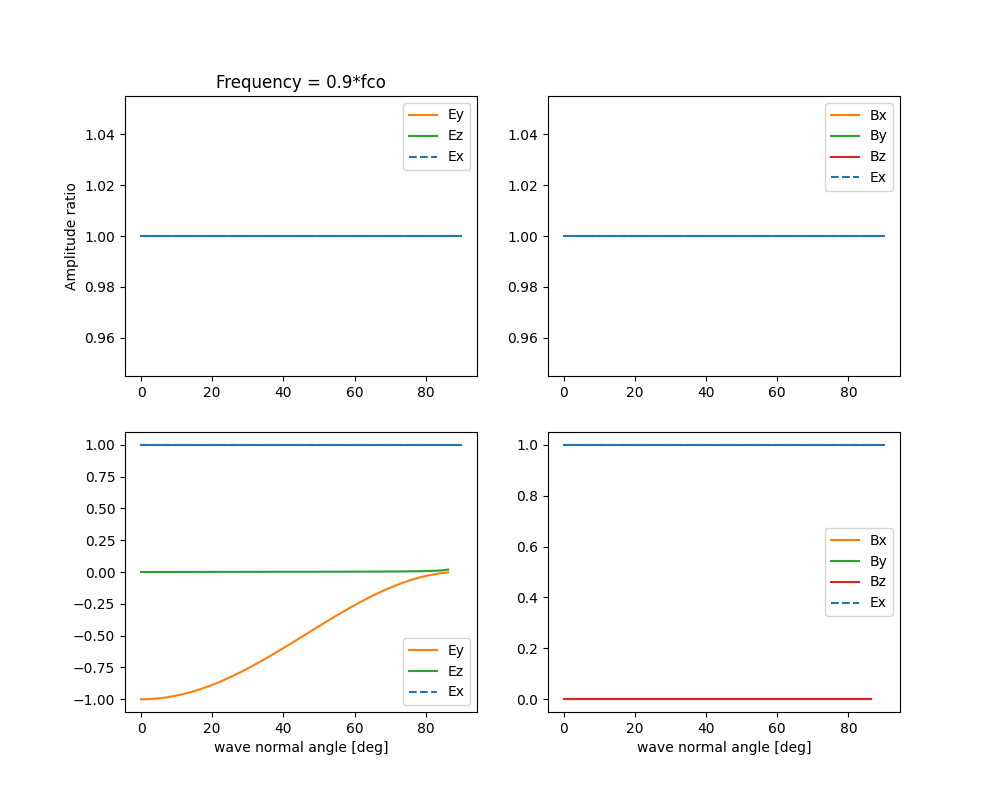 Frequency = 0.9*fco
Amplitude ratio
1.04
1.02
1.00
0.98
0.96
0
20
40
60
80
Ey
Ez
Ex
1.04
1.02
1.00
0.98
0.96
0
20
40
60
80
Bx
By
Bz
Ex
1.00
0.75
0.50
0.25
0.00
−0.25
−0.50
−0.75
−1.00
0
20
40
60
80
wave normal angle [deg]
Ey
Ez
Ex
1.0
0.8
0.6
0.4
0.2
0.0
0
20
40
60
80
wave normal angle [deg]
Bx
By
Bz
Ex